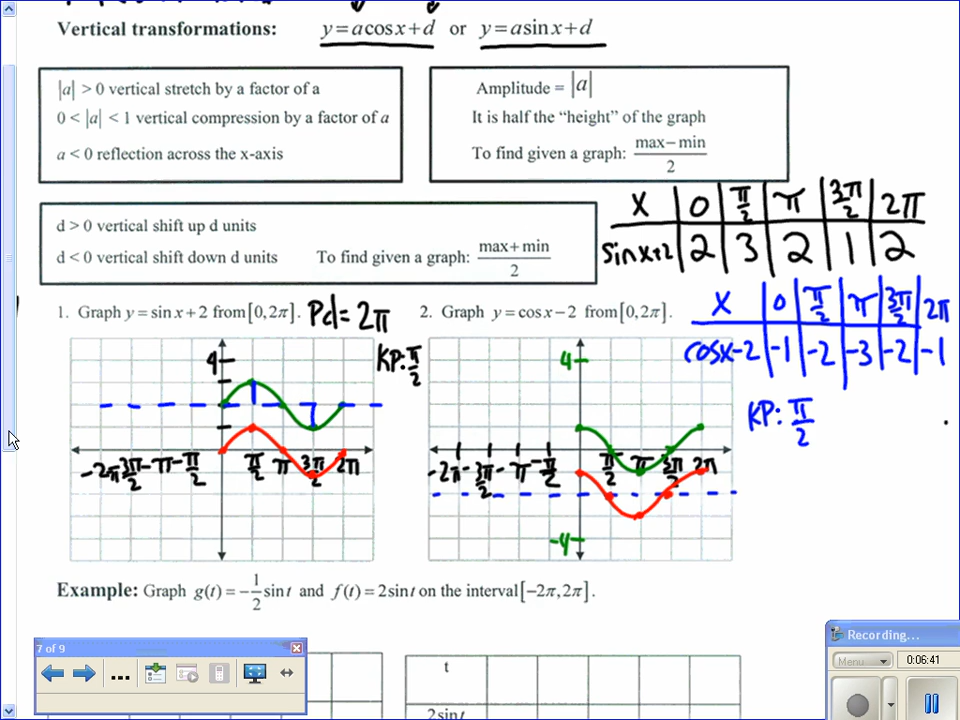 Vertical transformations: y = a cos x + d or y = a sin x + d
|a| > 0 vertical stretch by a factor of a
0 < |a| < 1 vertical compression by a factor of a
a < 0 reflection across the x-axis
Amplitude = |a|
It is half the “height” of the graph
To find given a graph: max− min / 2
d > 0 vertical shift up d units
d < 0 vertical shift down d units To find given a graph: max+ min / 2
x 0 π/2 π 3π/2 2π
sinx+2 2 3 2 1 2
x 0 π/2 π 3π/2 2π
cosx-2 -1 -2 -3 -2 -1
KP: π/2
1. Graph y = sin x + 2 from [0, 2π]. Pd = 2π
KP: π/2
4
-2π -3π/2 -π -π/2 π/2 π 3π/2 2π
2. Graph y = cos x − 2 from [0, 2π].
4
-2π -3π/2 -π -π/2 π/2 π 3π/2 2π
-4
Example: Graph g(t) = −1/2 sin t and f(t) = 2 sin t on the interval [−2π, 2π].
t
2sin t
7 of 9
Recording...
Menu
0:06:41